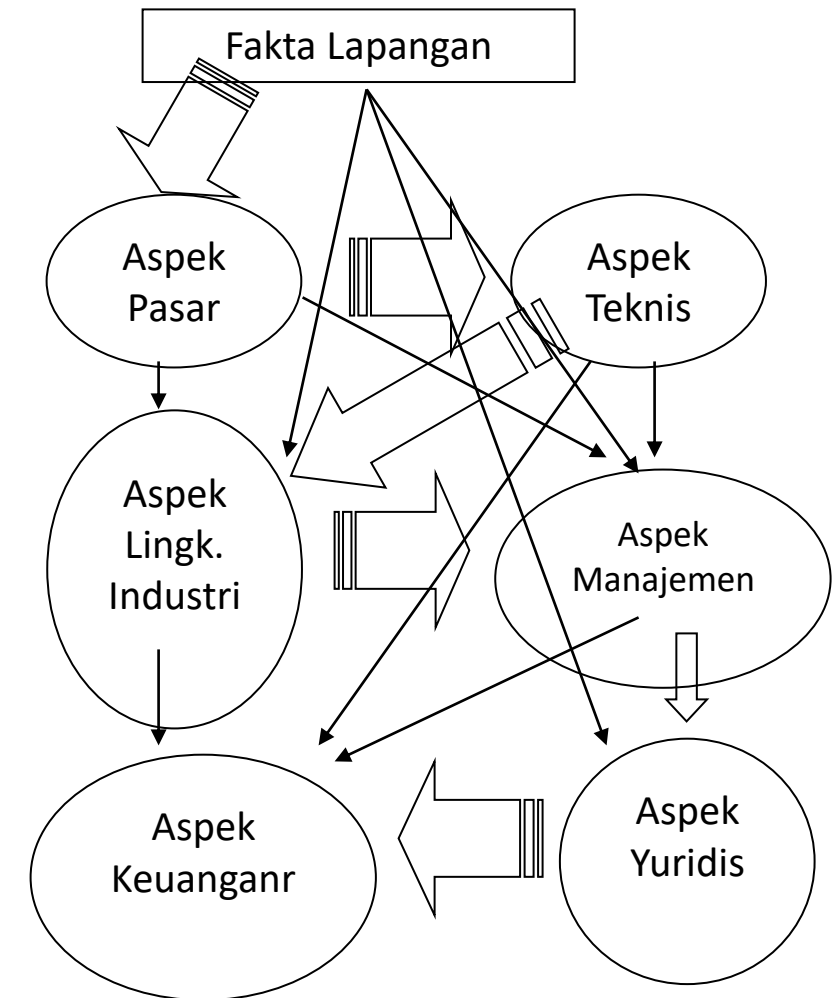 Fakta Lapangan
Aspek
Pasar
Aspek
Teknis
Aspek
Lingk.
Industri
Aspek
Manajemen
Aspek
Keuanganr
Aspek
Yuridis